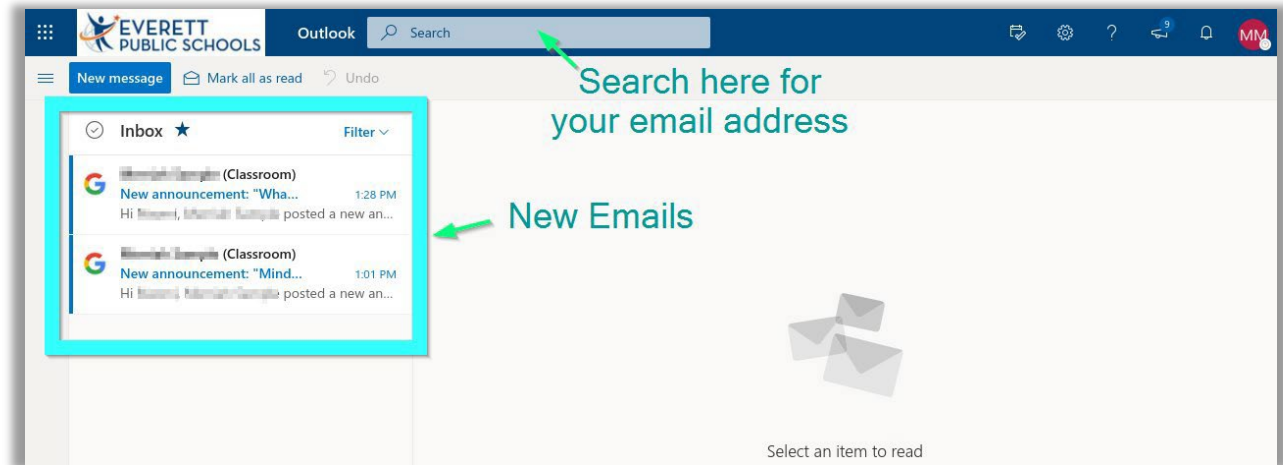 EVERETT
PUBLIC SCHOOLS
Outlook
Search
9
MM
New message
Mark all as read
Undo
Search here for
your email address
Inbox
Filter
(Classroom)
New announcement: "Wha... 1:28 PM
Hi , posted a new an...
New Emails
(Classroom)
New announcement: "Mind... 1:01 PM
Hi posted a new an...
Select an item to read